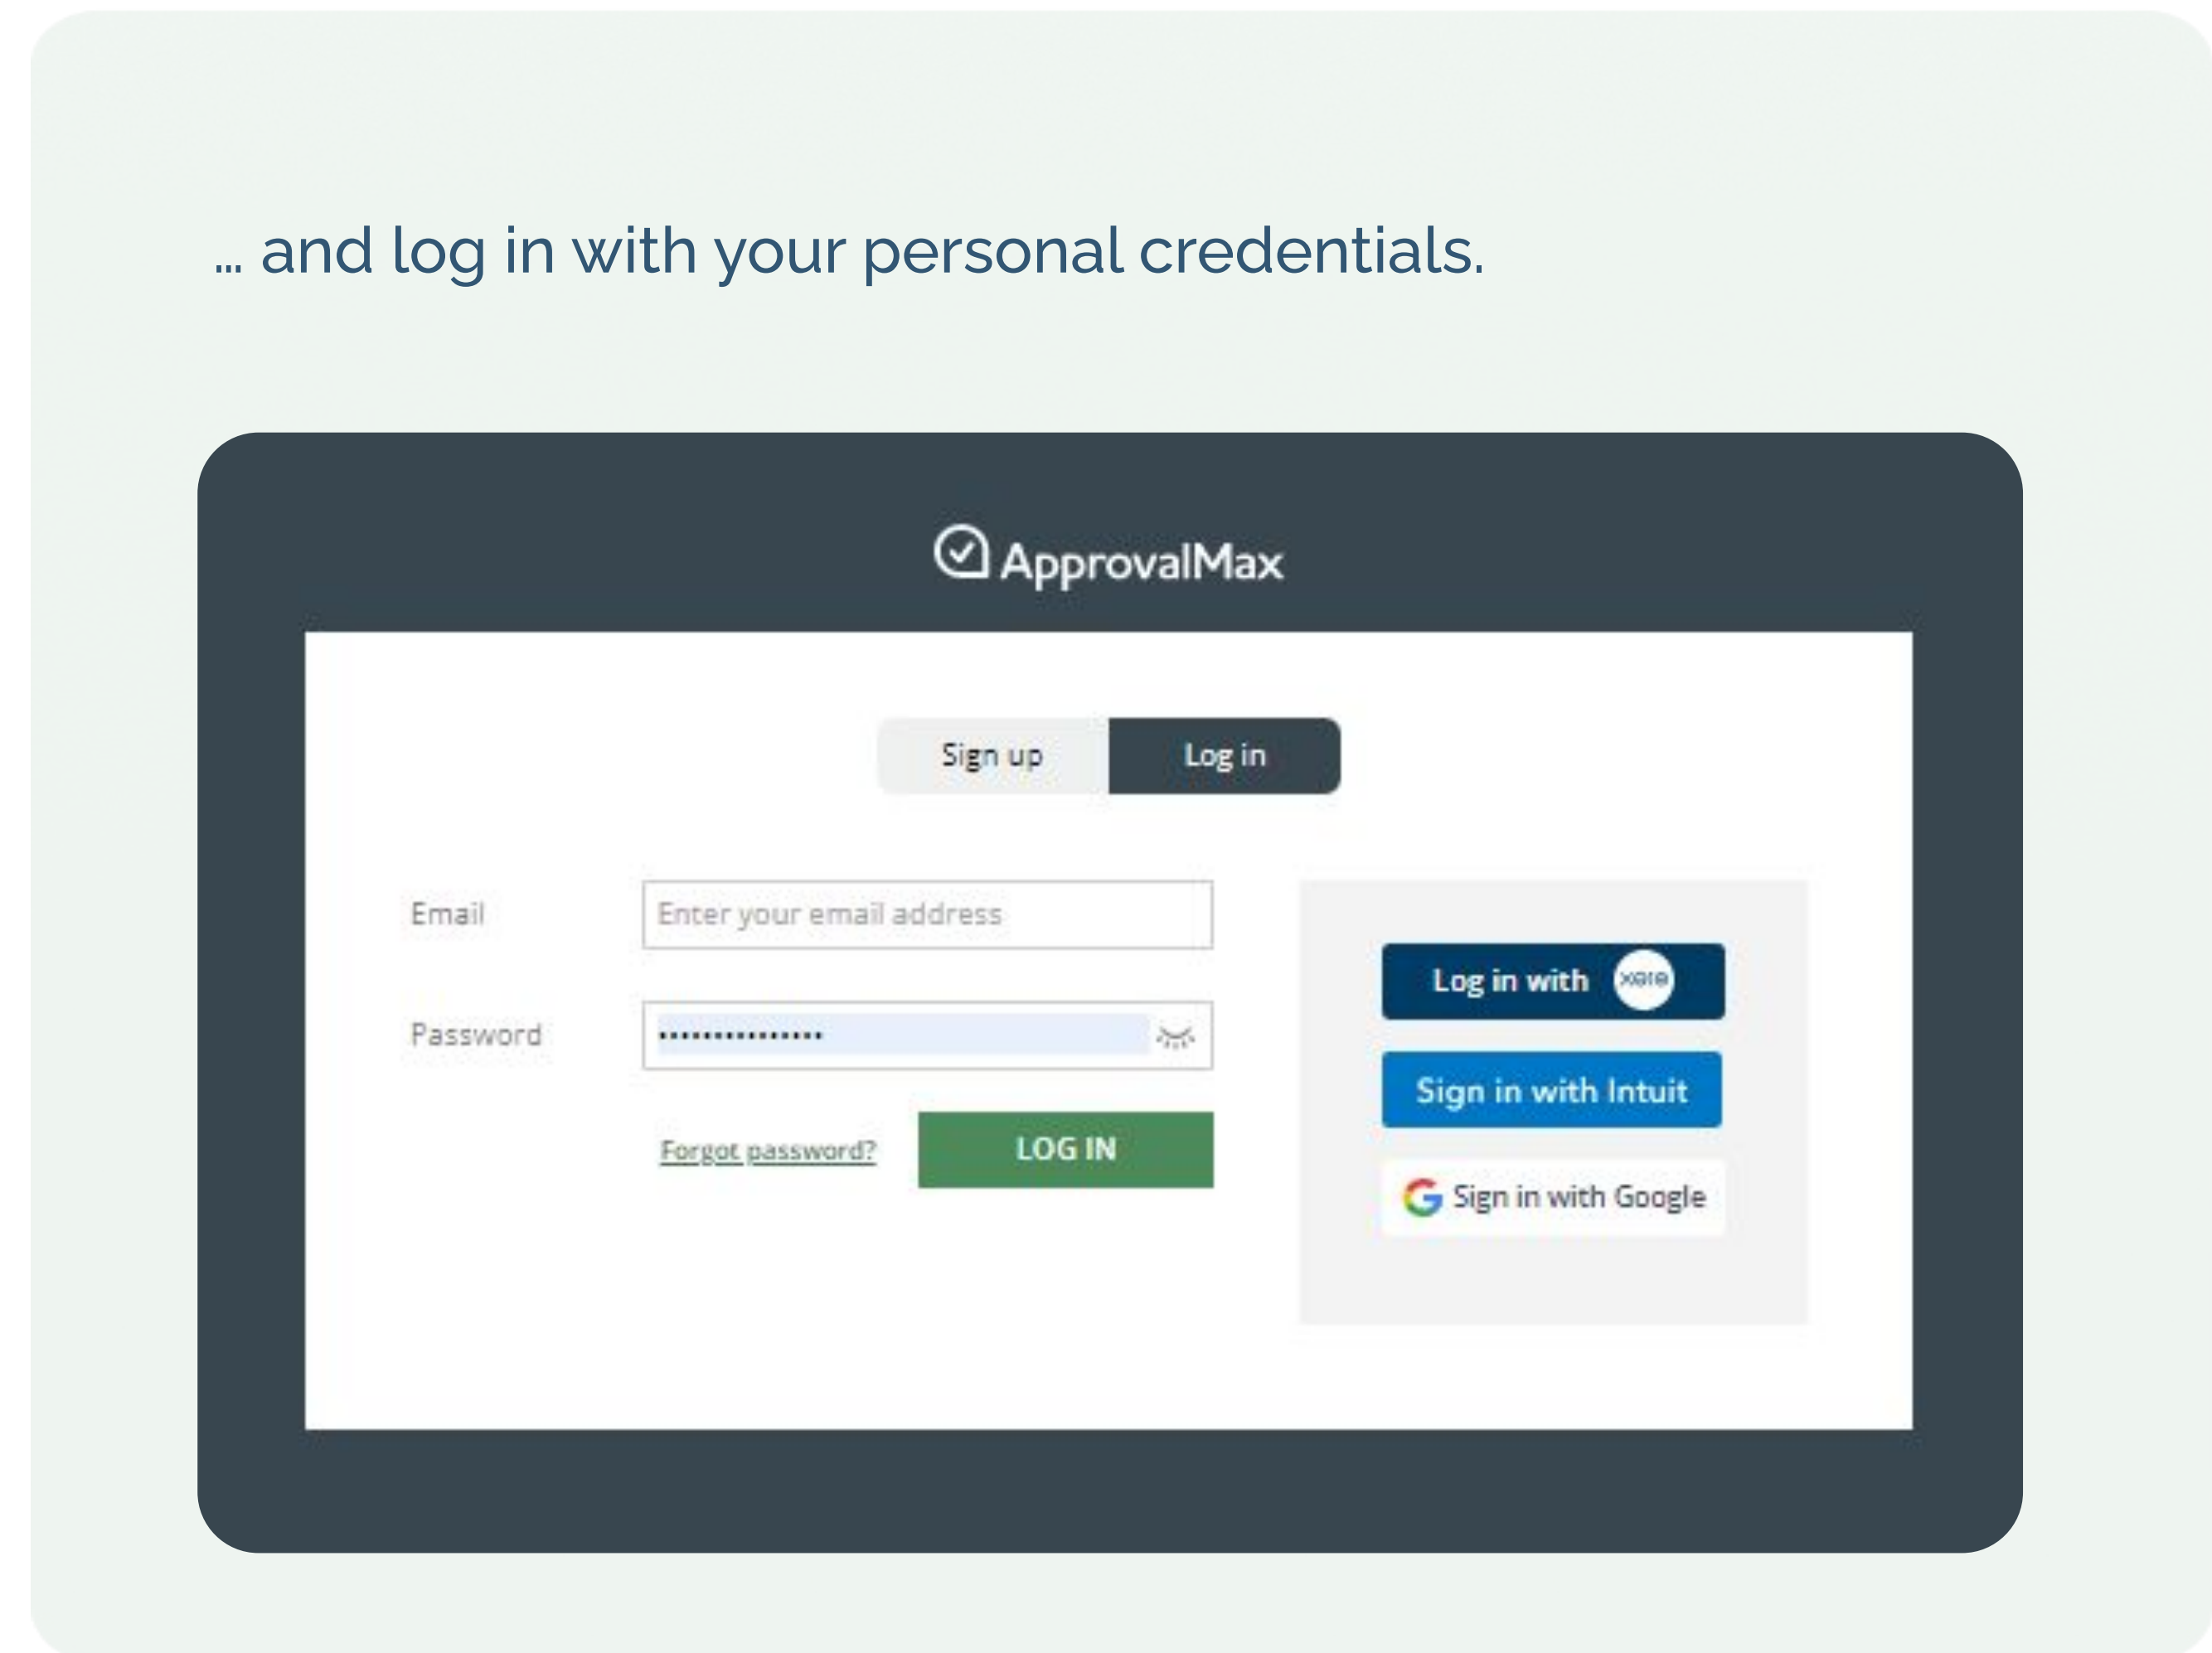 ... and log in with your personal credentials.
ApprovalMax
Sign up
Log in
Email
Enter your email address
Password
•••••••••••••••
Forgot password?
LOG IN
Log in with xero
Sign in with Intuit
Sign in with Google